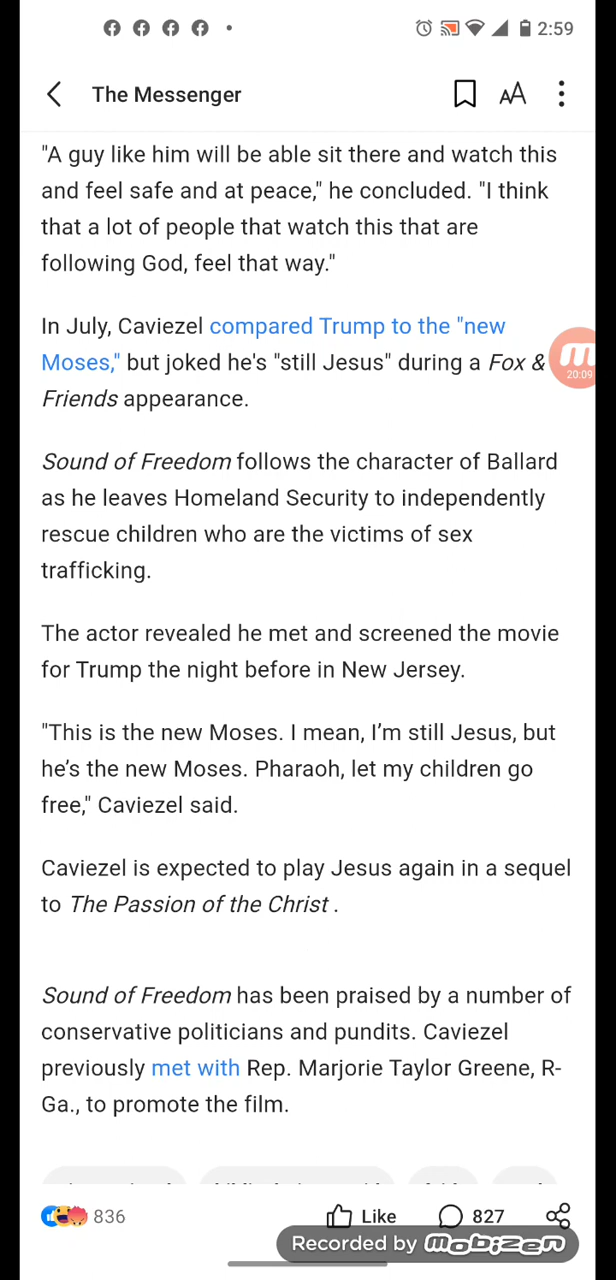 2:59
The Messenger
AA
"A guy like him will be able sit there and watch this
and feel safe and at peace," he concluded. "I think
that a lot of people that watch this that are
following God, feel that way."
In July, Caviezel compared Trump to the "new
Moses," but joked he's "still Jesus" during a Fox &
Friends appearance.
m
20:09
Sound of Freedom follows the character of Ballard
as he leaves Homeland Security to independently
rescue children who are the victims of sex
trafficking.
The actor revealed he met and screened the movie
for Trump the night before in New Jersey.
"This is the new Moses. I mean, I’m still Jesus, but
he’s the new Moses. Pharaoh, let my children go
free," Caviezel said.
Caviezel is expected to play Jesus again in a sequel
to The Passion of the Christ .
Sound of Freedom has been praised by a number of
conservative politicians and pundits. Caviezel
previously met with Rep. Marjorie Taylor Greene, R-
Ga., to promote the film.
836
Like
827
Recorded by mobizen